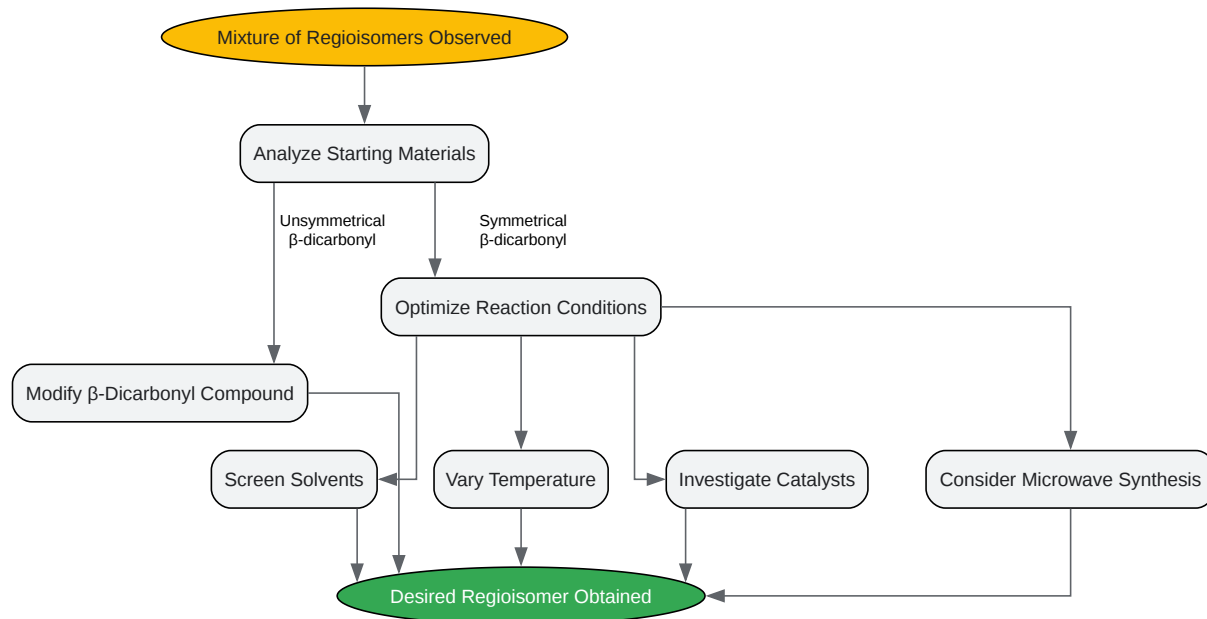 Mixture of Regioisomers Observed
Analyze Starting Materials
Unsymmetrical
β-dicarbonyl
Symmetrical
β-dicarbonyl
Optimize Reaction Conditions
Modify β-Dicarbonyl Compound
Screen Solvents
Vary Temperature
Investigate Catalysts
Consider Microwave Synthesis
Desired Regioisomer Obtained